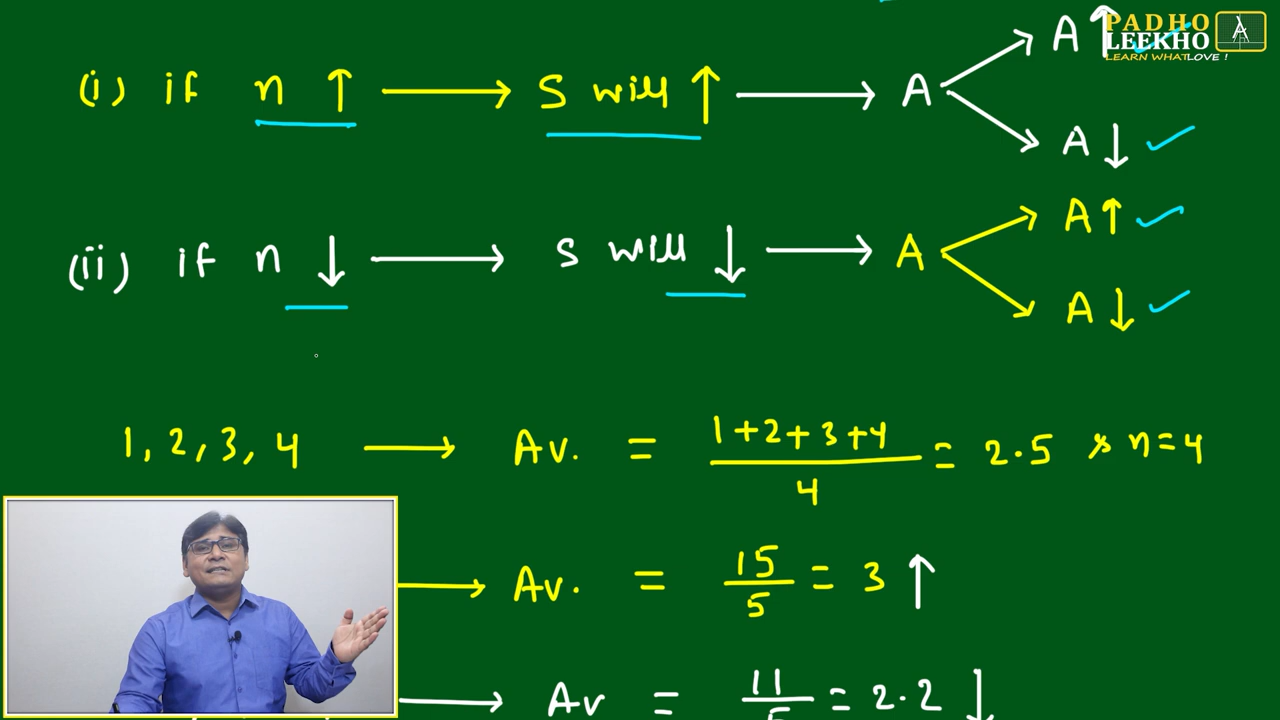 PADHO
LEEKHO
LEARN WHAT LOVE !
(i) if n ↑ → S will ↑ → A
A ↑
A ↓ ✓
(ii) if n ↓ → S will ↓ → A
A ↑ ✓
A ↓ ✓
1, 2, 3, 4 → Av. = 1+2+3+4 / 4 = 2.5 & n=4
→ Av. = 15 / 5 = 3 ↑
→ Av = 11 / 5 = 2.2 ↓